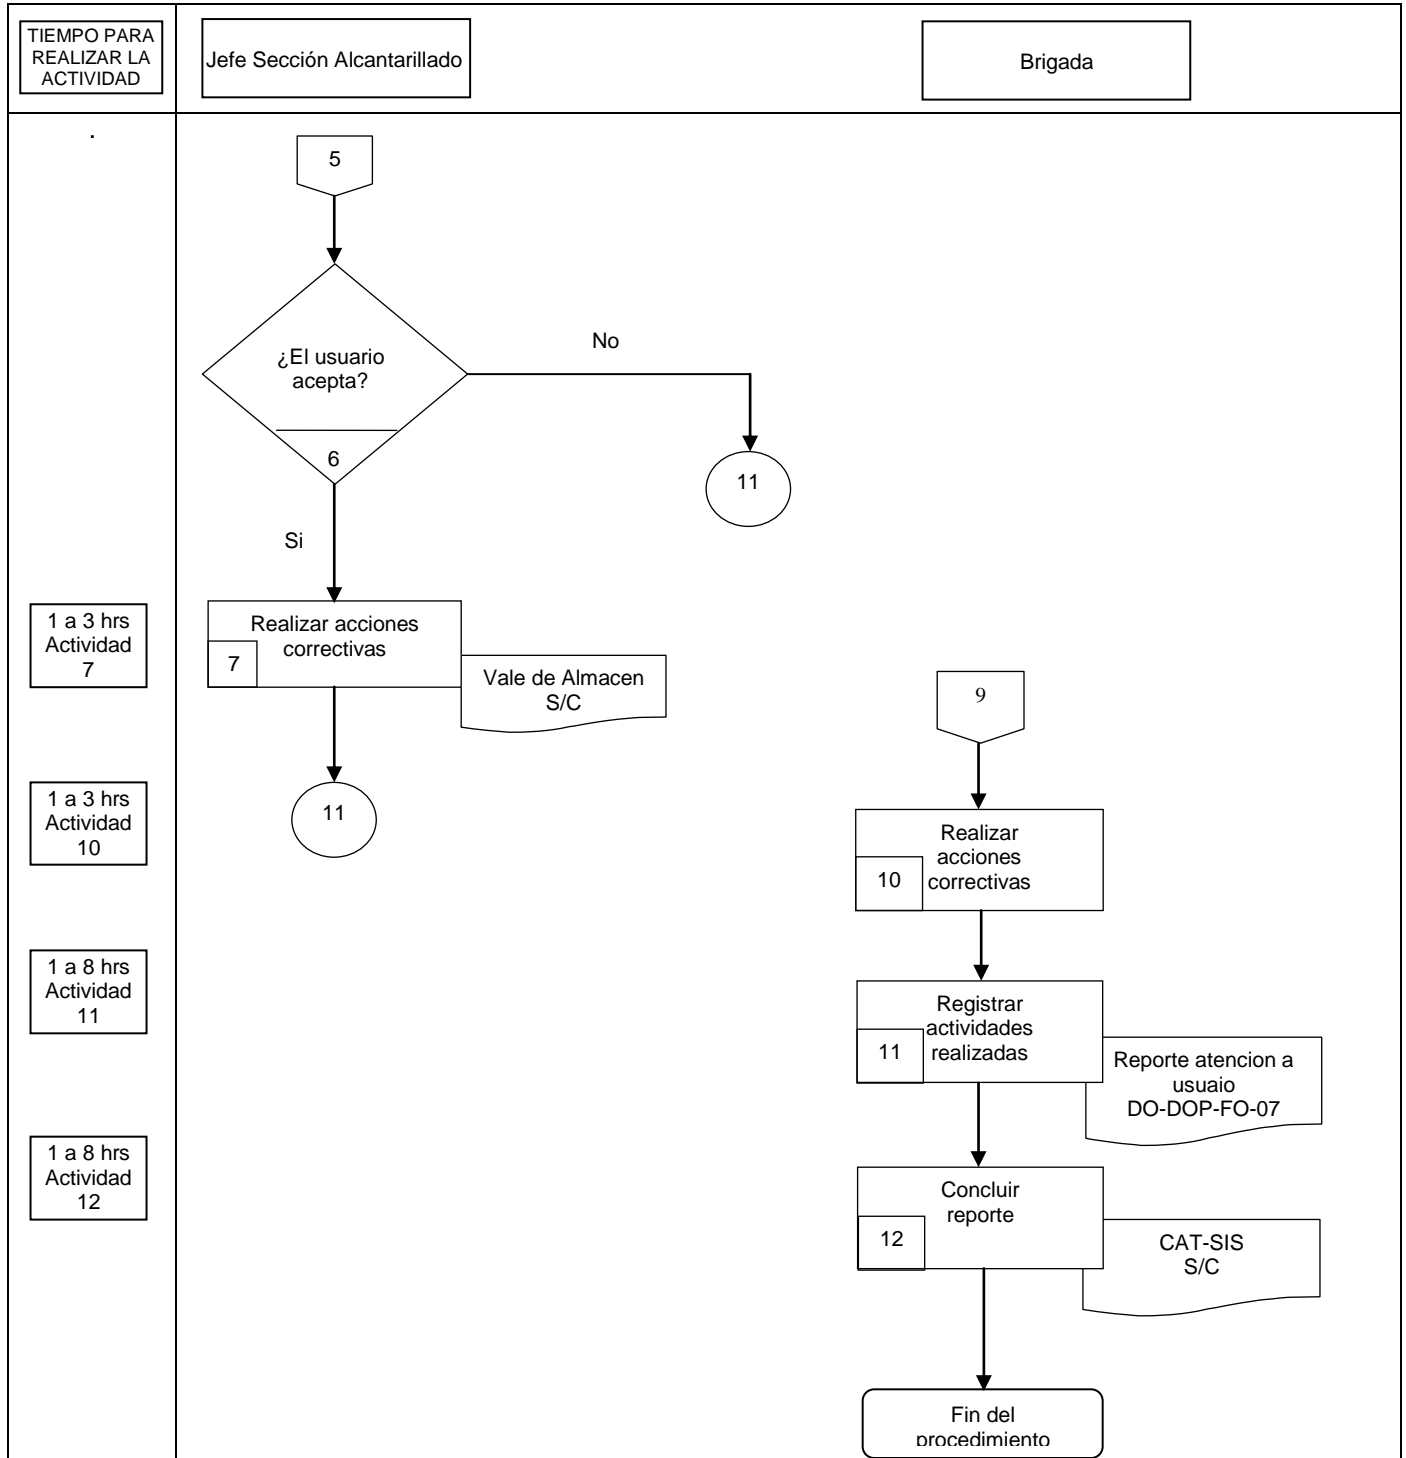 TIEMPO PARA
REALIZAR LA
ACTIVIDAD
Jefe Sección Alcantarillado
Brigada
.
5
¿El usuario
acepta?
6
No
11
Si
1 a 3 hrs
Actividad
7
Realizar acciones
correctivas
7
Vale de Almacen
S/C
9
1 a 3 hrs
Actividad
10
11
Realizar
acciones
correctivas
10
1 a 8 hrs
Actividad
11
Registrar
actividades
realizadas
11
Reporte atencion a
usuaio
DO-DOP-FO-07
1 a 8 hrs
Actividad
12
Concluir
reporte
12
CAT-SIS
S/C
Fin del
procedimiento